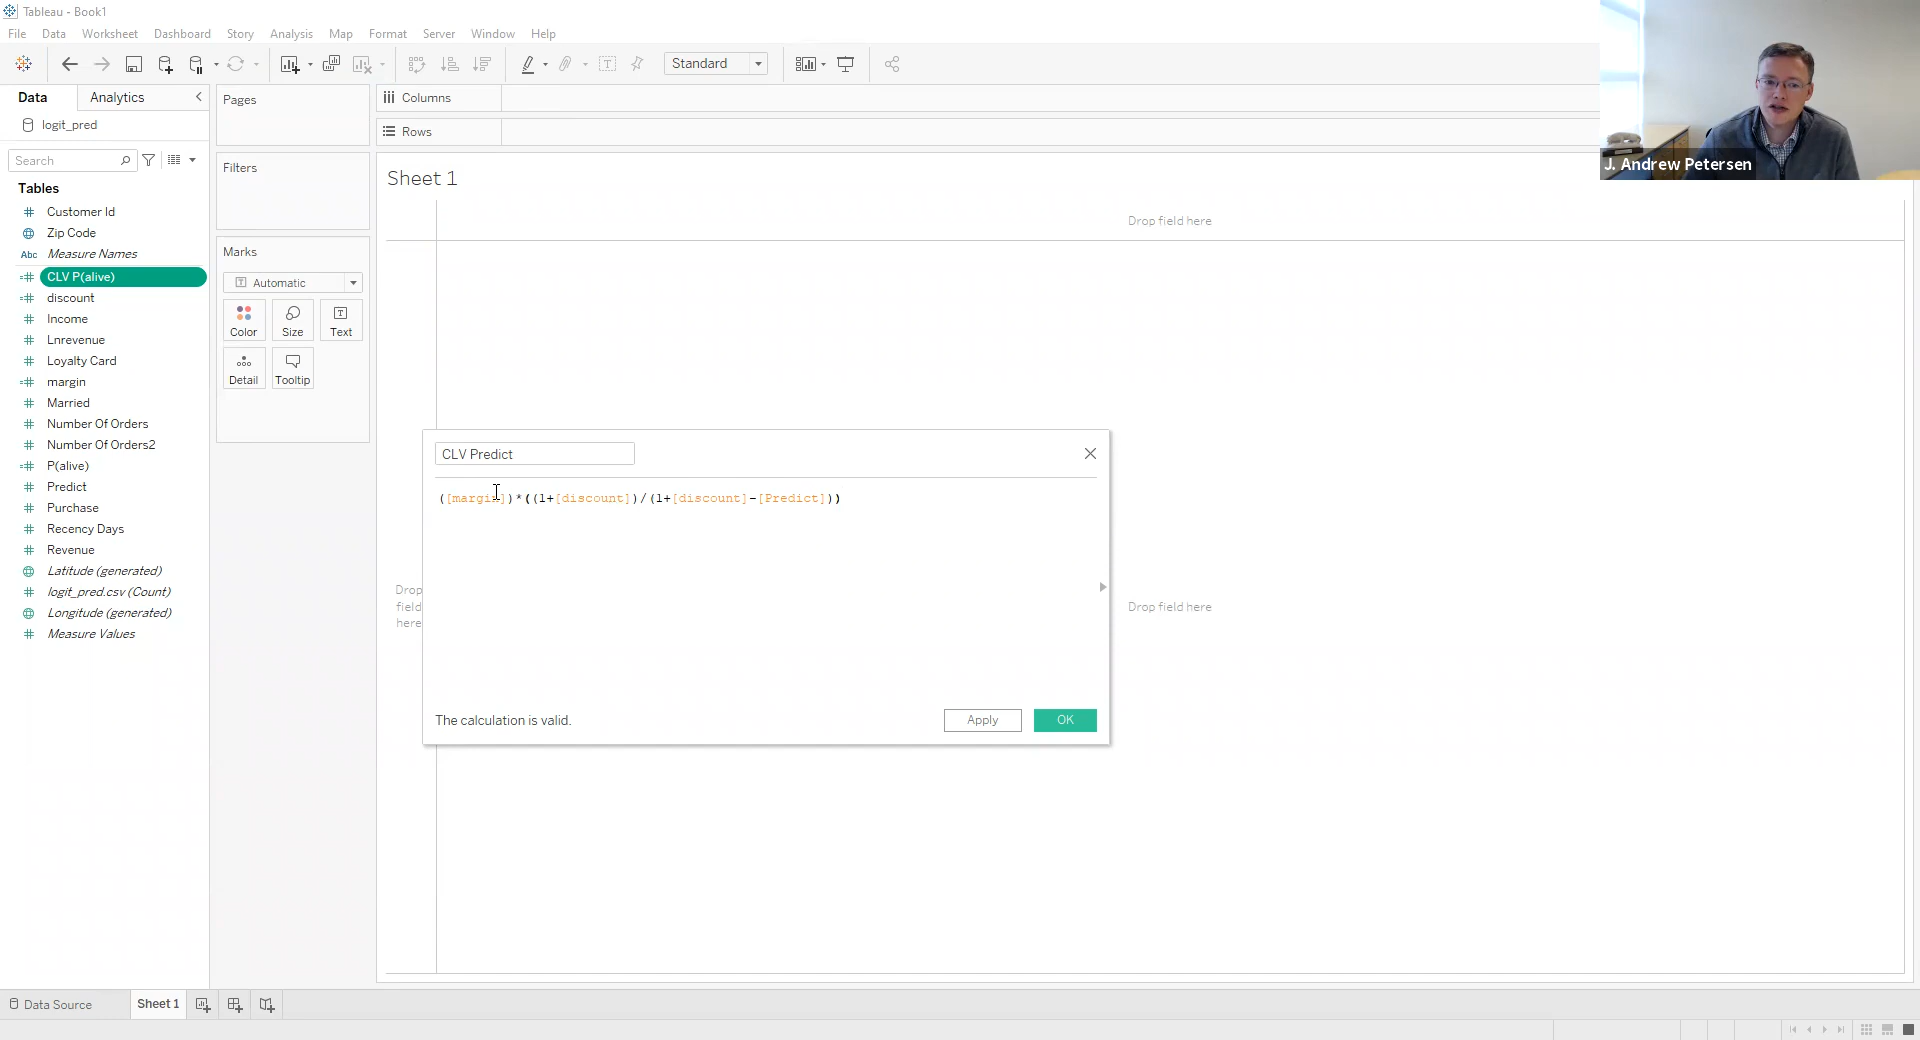 Tableau - Book1
File Data Worksheet Dashboard Story Analysis Map Format Server Window Help
Standard
Data Analytics
logit_pred
Search
Tables
Customer Id
Zip Code
Abc Measure Names
CLV P(alive)
discount
Income
Lnrevenue
Loyalty Card
margin
Married
Number Of Orders
Number Of Orders2
P(alive)
Predict
Purchase
Recency Days
Revenue
Latitude (generated)
logit_pred.csv (Count)
Longitude (generated)
Measure Values
Pages
Filters
Marks
Automatic
Color Size Text
Detail Tooltip
Columns
Rows
Sheet 1
Drop field here
Drop
field
here
Drop field here
CLV Predict
([margin])*((1+[discount])/(1+[discount]-[Predict]))
The calculation is valid.
Apply OK
J. Andrew Petersen
Data Source Sheet 1